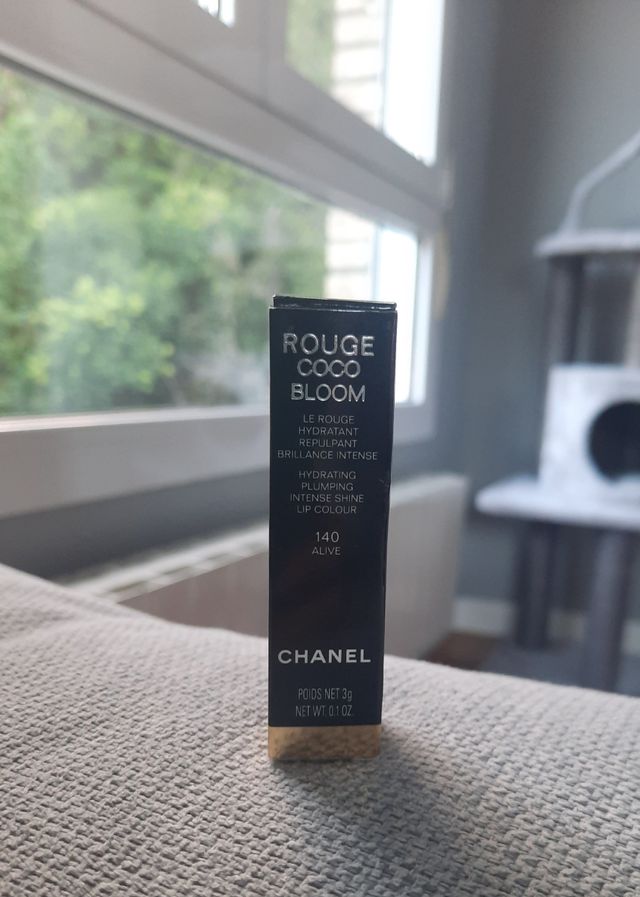 ROUGE
COCO
BLOOM
LE ROUGE
HYDRATANT
REPULPANT
BRILLANCE INTENSE
HYDRATING
PLUMPING
INTENSE SHINE
LIP COLOUR
140
ALIVE
CHANEL
POIDS NET 3g
NET WT. 0.1 OZ.